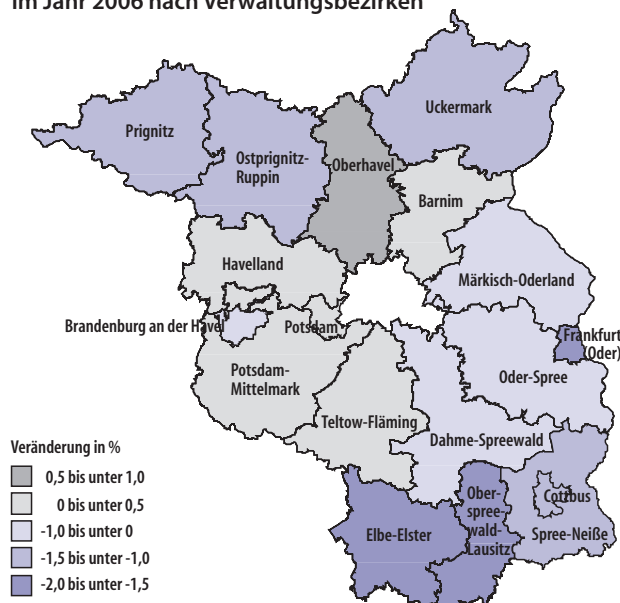 im Jahr 2006 nach Verwaltungsbezirken
Uckermark
Prignitz
Ostprignitz-
Ruppin
Oberhavel
Barnim
Havelland
Märkisch-Oderland
Brandenburg an der Havel
Potsdam
Frankfurt
(Oder)
Potsdam-
Mittelmark
Oder-Spree
Teltow-Fläming
Dahme-Spreewald
Veränderung in %
0,5 bis unter 1,0
0 bis unter 0,5
-1,0 bis unter 0
-1,5 bis unter -1,0
-2,0 bis unter -1,5
Elbe-Elster
Ober-
spree-
wald-
Lausitz
Cottbus
Spree-Neiße